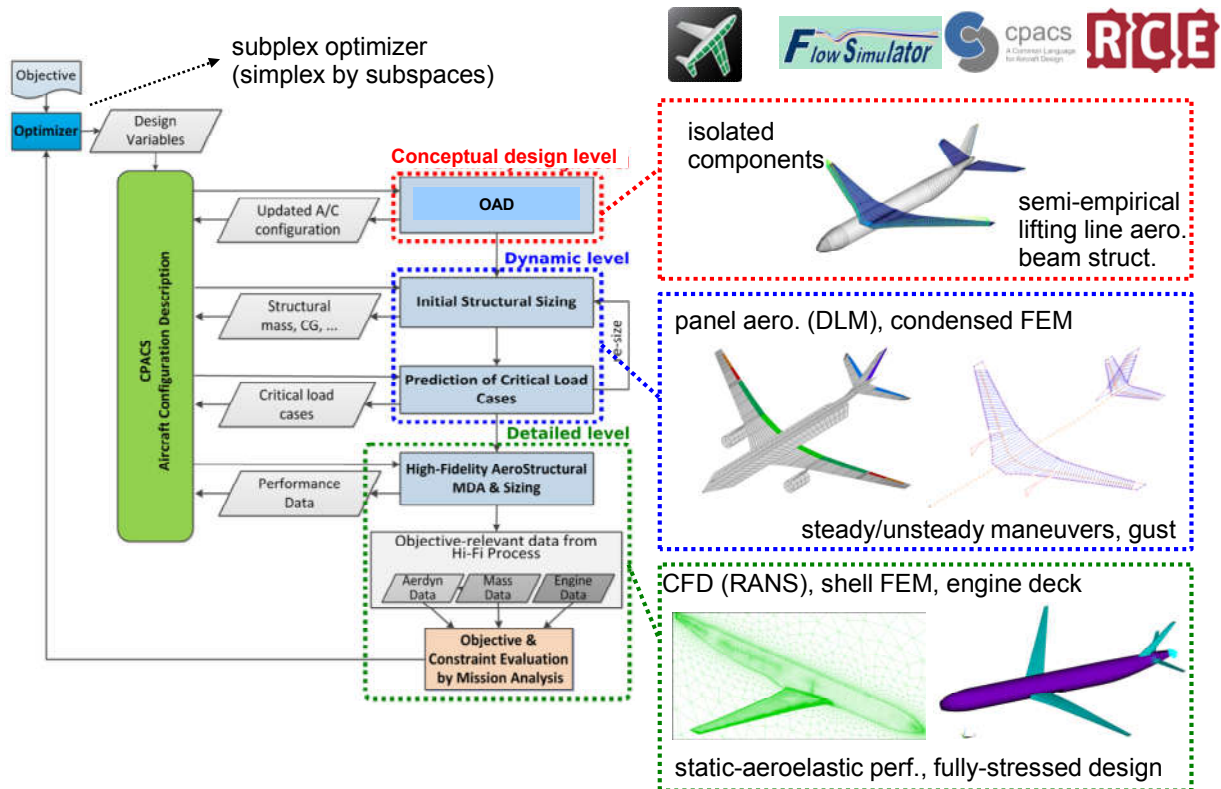 subplex optimizer
(simplex by subspaces)
Flow Simulator
cpacs
A Common Language
for Aircraft Design
RCE
Objective
Optimizer
Design
Variables
Conceptual design level
OAD
Updated A/C
configuration
isolated
components
semi-empirical
lifting line aero.
beam struct.
Dynamic level
Initial Structural Sizing
Structural
mass, CG, ...
e-size
Prediction of Critical Load
Cases
Critical load
cases
CPACS
Aircraft Configuration Description
panel aero. (DLM), condensed FEM
steady/unsteady maneuvers, gust
Detailed level
High-Fidelity AeroStructural
MDA & Sizing
Performance
Data
Objective-relevant data from
Hi-Fi Process
Aerdyn
Data
Mass
Data
Engine
Data
Objective &
Constraint Evaluation
by Mission Analysis
CFD (RANS), shell FEM, engine deck
static-aeroelastic perf., fully-stressed design